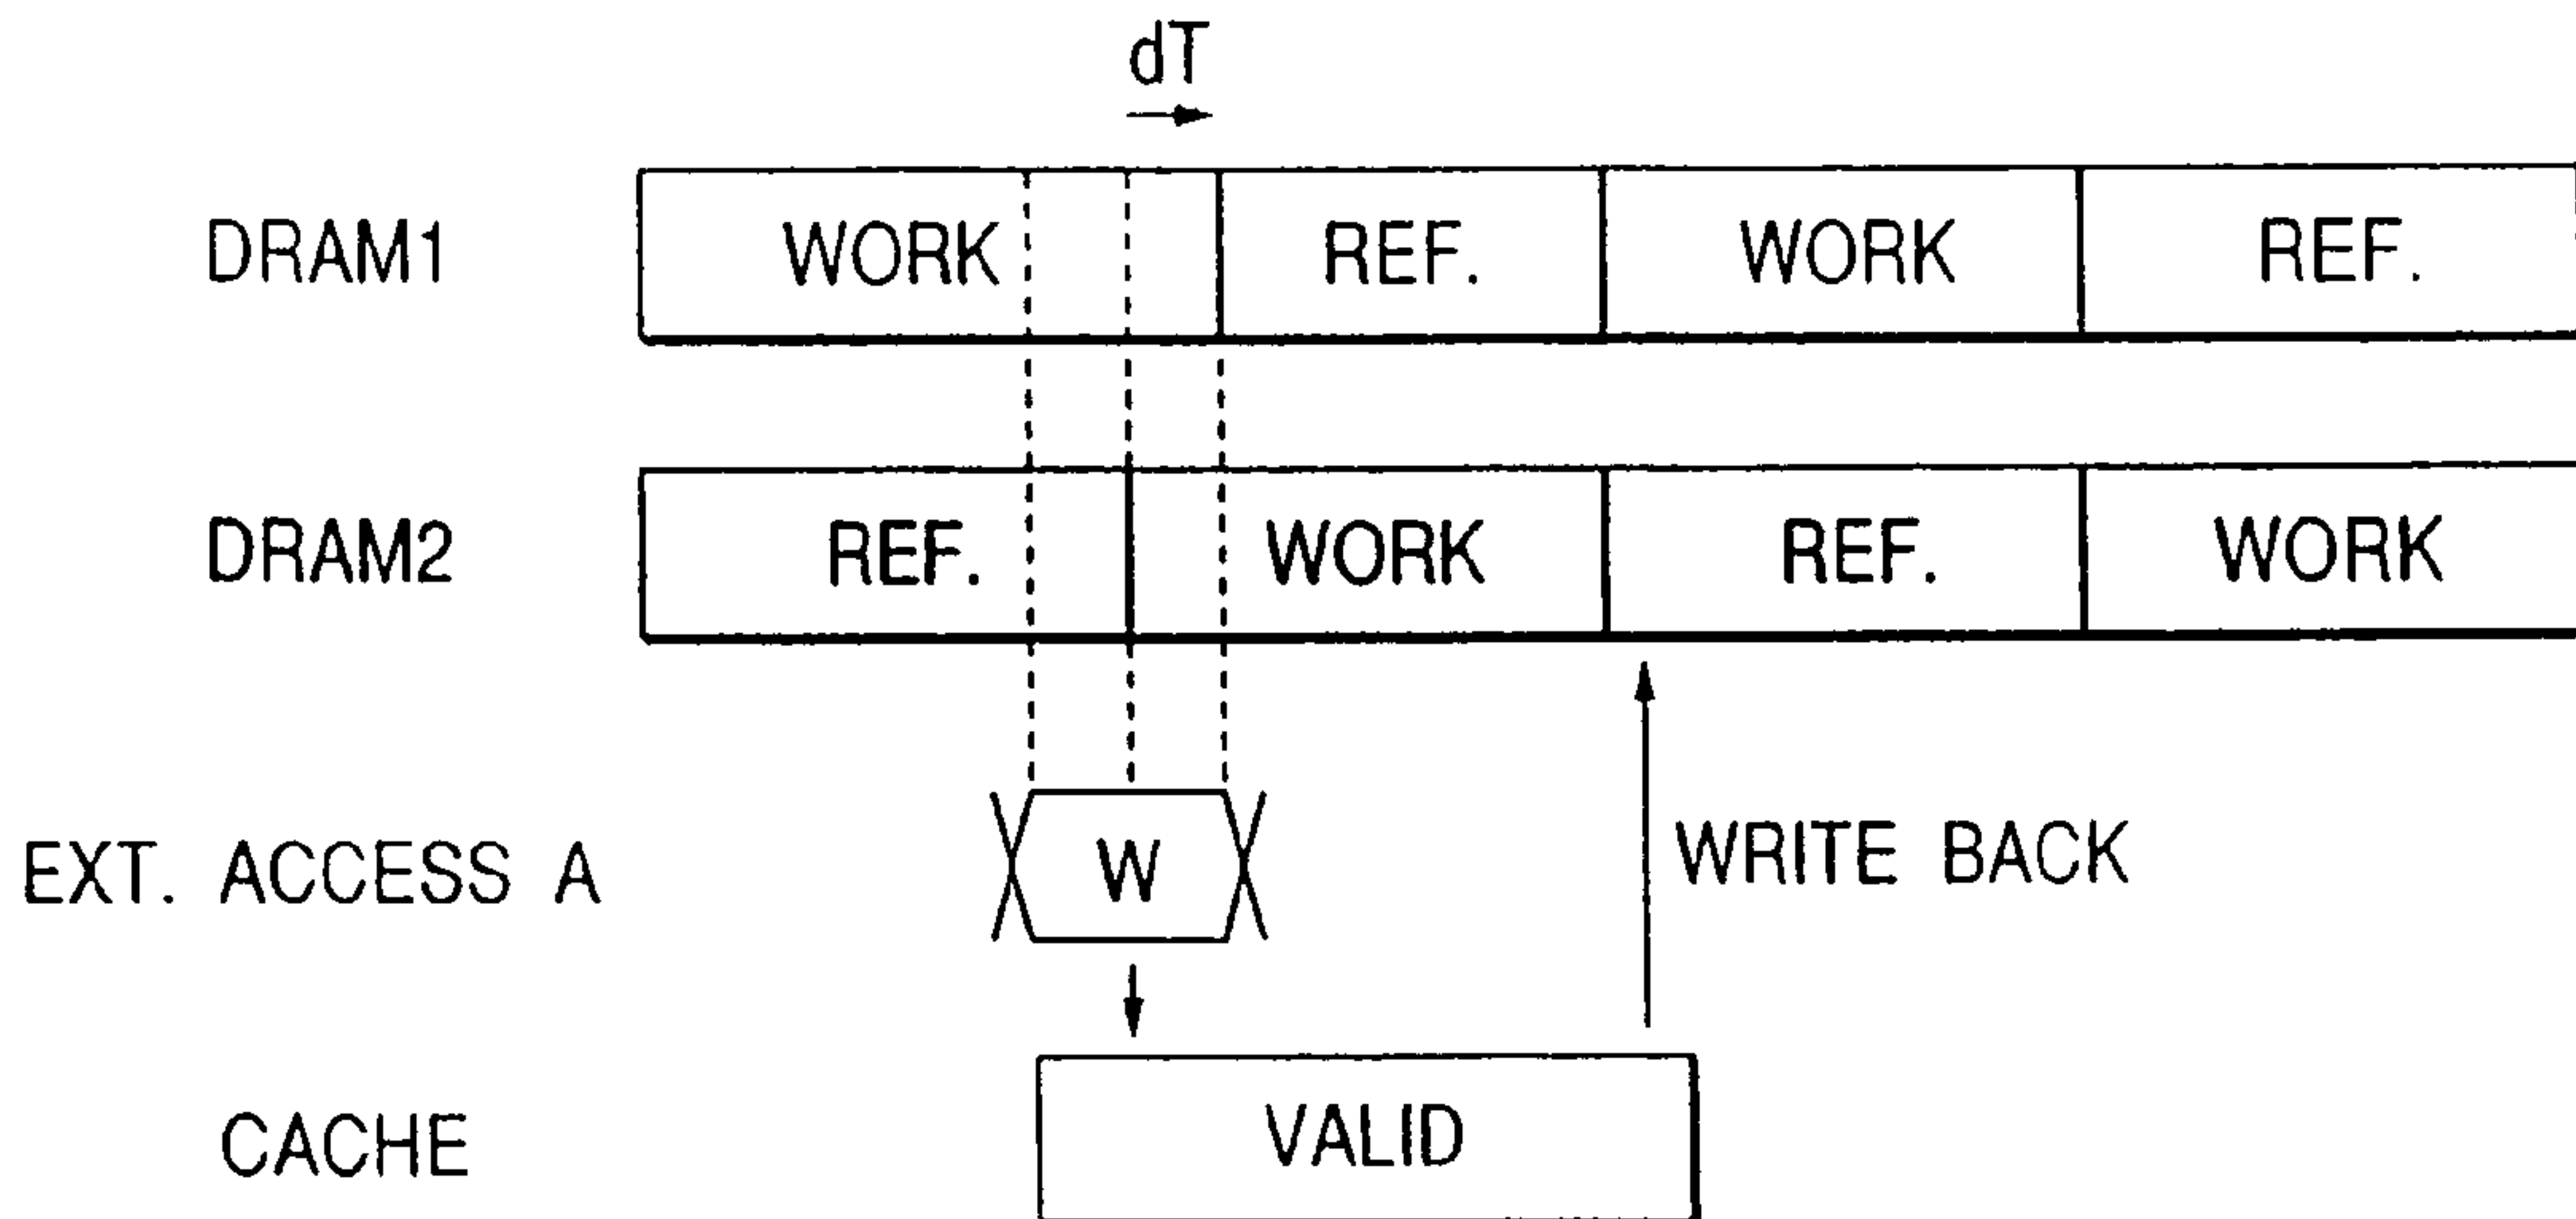 dT
DRAM1 WORK REF. WORK REF.
DRAM2 REF. WORK REF. WORK
EXT. ACCESS A W WRITE BACK
CACHE VALID